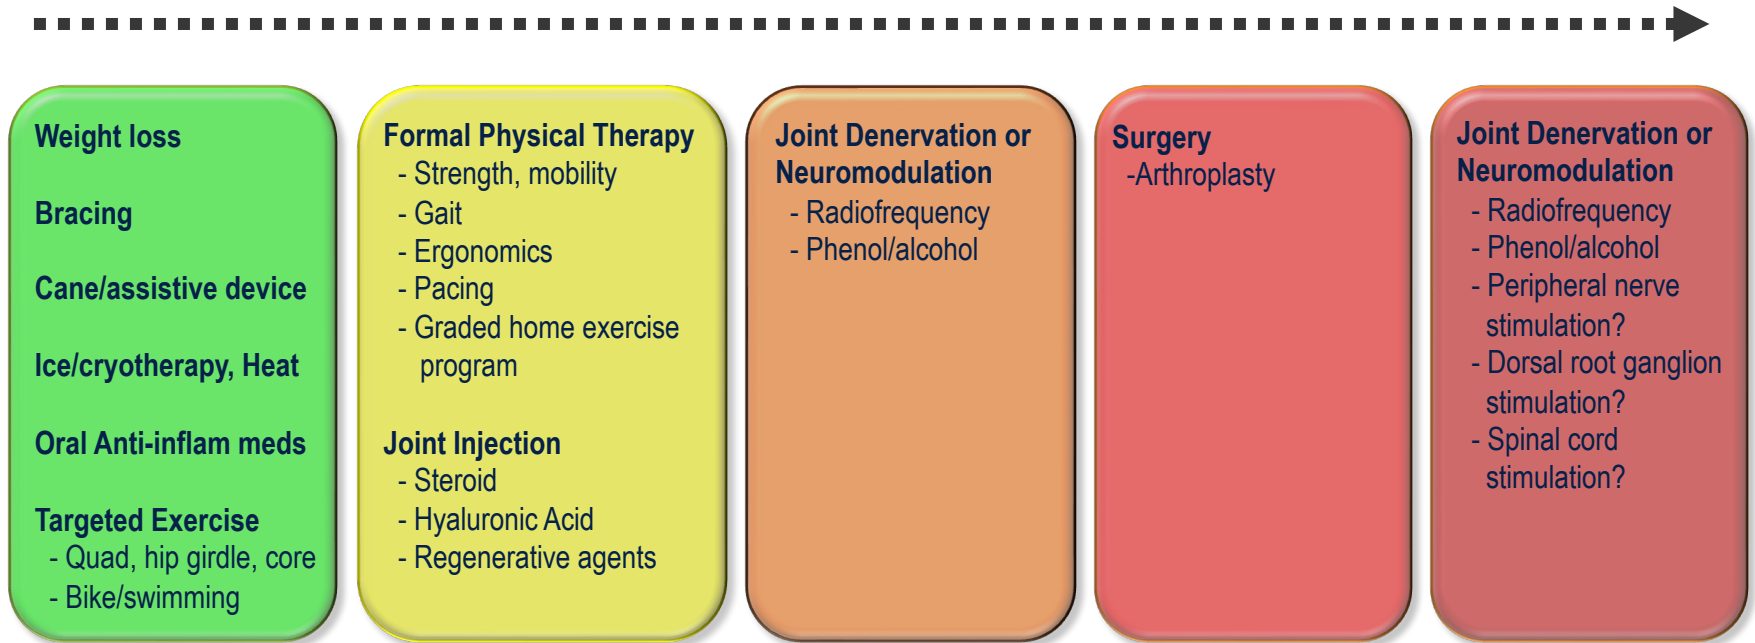 Weight loss
Bracing
Cane/assistive device
Ice/cryotherapy, Heat
Oral Anti-inflam meds
Targeted Exercise
- Quad, hip girdle, core
- Bike/swimming
Formal Physical Therapy
- Strength, mobility
- Gait
- Ergonomics
- Pacing
- Graded home exercise
program
Joint Injection
- Steroid
- Hyaluronic Acid
- Regenerative agents
Joint Denervation or
Neuromodulation
- Radiofrequency
- Phenol/alcohol
Surgery
-Arthroplasty
Joint Denervation or
Neuromodulation
- Radiofrequency
- Phenol/alcohol
- Peripheral nerve
stimulation?
- Dorsal root ganglion
stimulation?
- Spinal cord
stimulation?